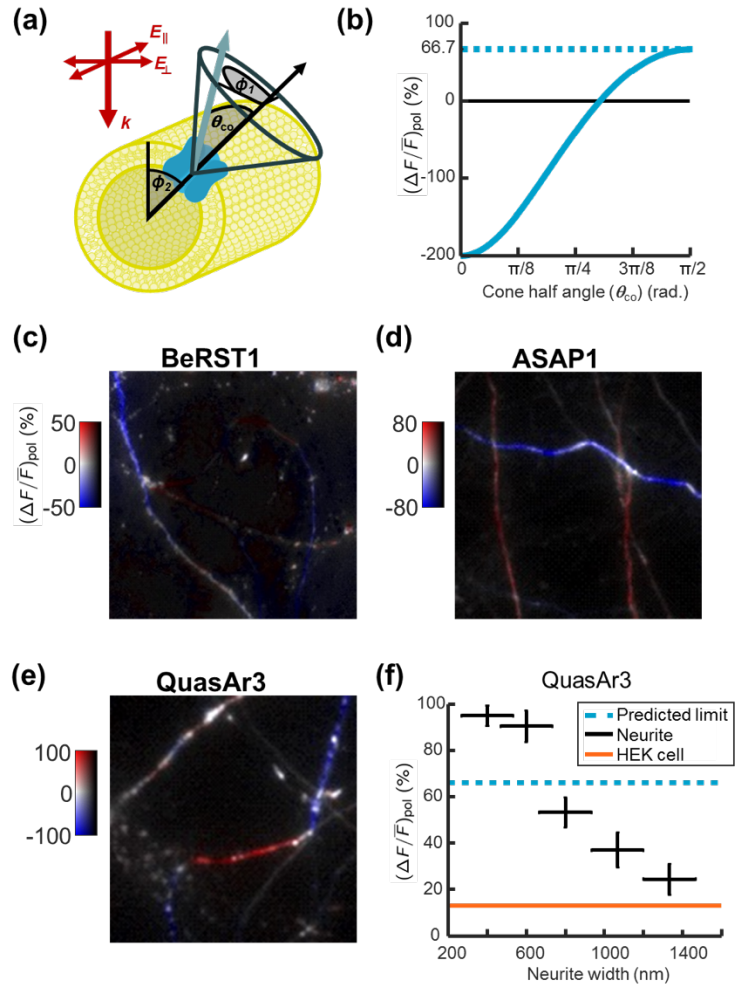 (a)
E∥
E⊥
k
ϕ1
θco
ϕ2
(b)
(ΔF/F̅)pol (%)
100
66.7
0
-100
-200
0
π/8
π/4
3π/8
π/2
Cone half angle (θco) (rad.)
(c)
BeRST1
(ΔF/F̅)pol (%)
50
0
-50
(d)
ASAP1
80
0
-80
(e)
QuasAr3
100
0
-100
(f)
QuasAr3
(ΔF/F̅)pol (%)
100
80
60
40
20
0
Predicted limit
Neurite
HEK cell
200
600
1000
1400
Neurite width (nm)